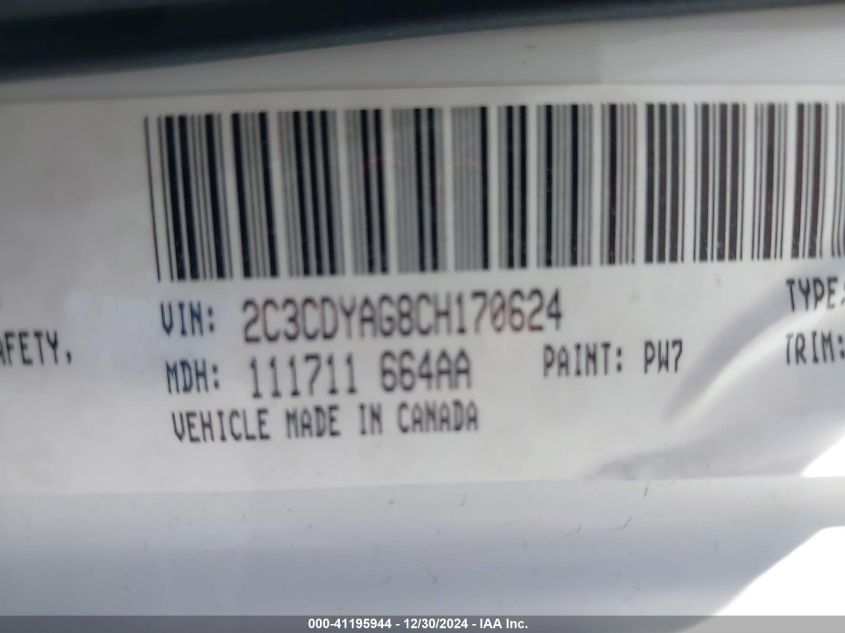 VIN: 2C3CDYAG8CH170624 TYPE:
AFETY,
MDH: 111711 664AA PAINT: PW7 TRIM:
VEHICLE MADE IN CANADA
000-41195944 - 12/30/2024 - IAA Inc.